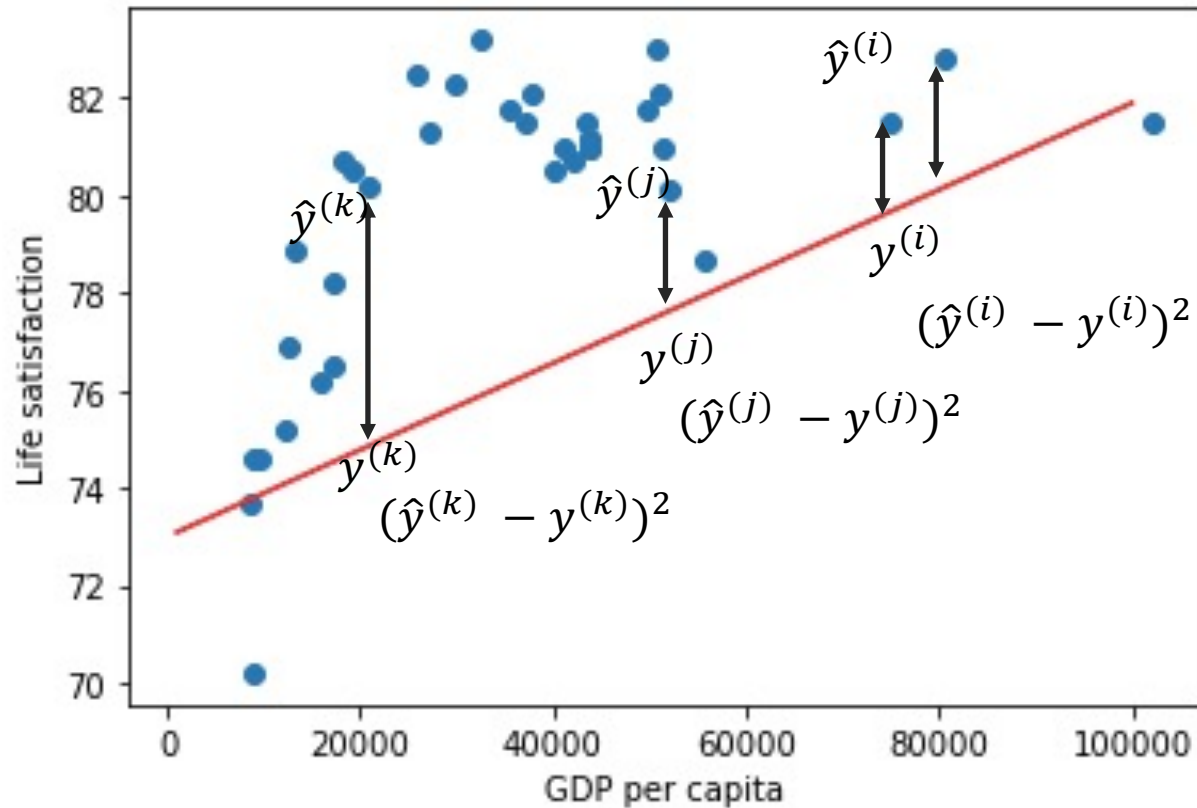 82
80
78
76
74
72
70
Life satisfaction
ŷ⁽ⁱ⁾
ŷ⁽ʲ⁾
ŷ⁽ᵏ⁾
y⁽ⁱ⁾
(ŷ⁽ⁱ⁾ − y⁽ⁱ⁾)²
y⁽ʲ⁾
(ŷ⁽ʲ⁾ − y⁽ʲ⁾)²
y⁽ᵏ⁾
(ŷ⁽ᵏ⁾ − y⁽ᵏ⁾)²
0 20000 40000 60000 80000 100000
GDP per capita